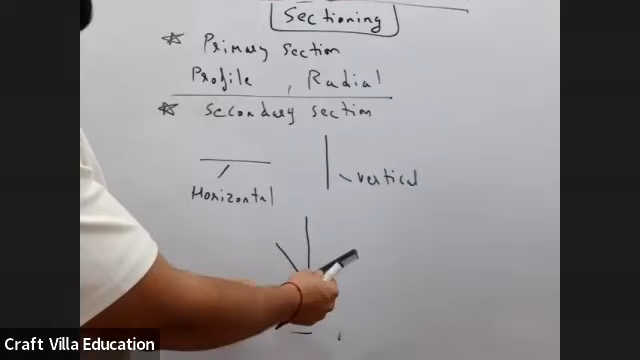 Sectioning
☆ Primary section
Profile , Radial
☆ Secondary section
Horizontal
vertical
Craft Villa Education